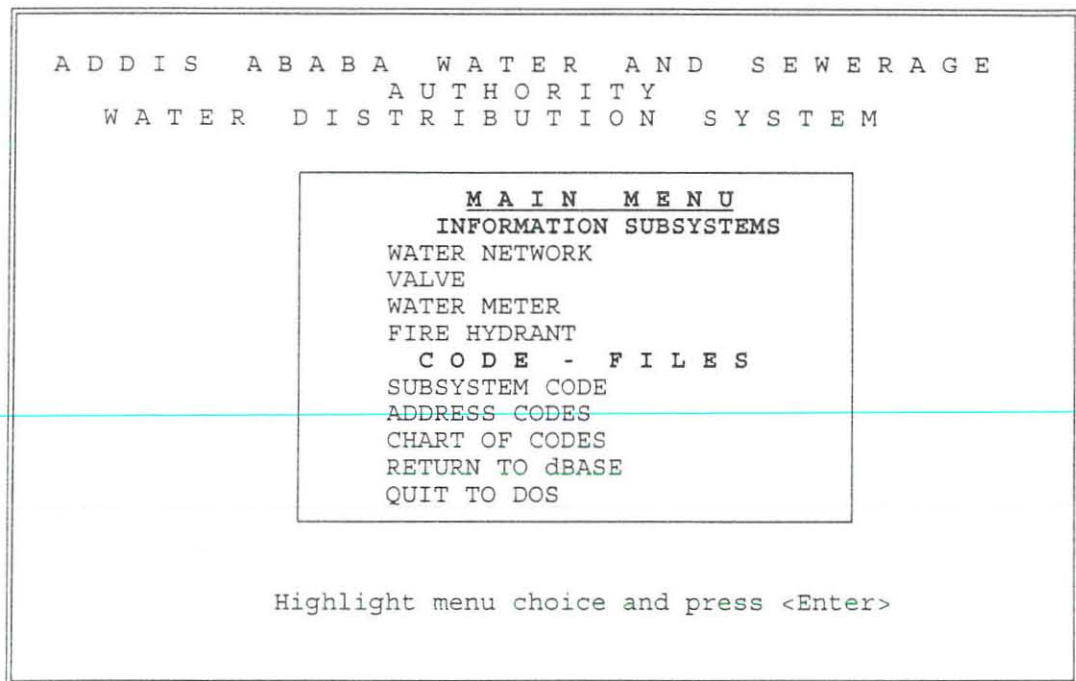 A D D I S   A B A B A   W A T E R   A N D   S E W E R A G E
A U T H O R I T Y
W A T E R   D I S T R I B U T I O N   S Y S T E M
M A I N   M E N U
INFORMATION SUBSYSTEMS
WATER NETWORK
VALVE
WATER METER
FIRE HYDRANT
C O D E - F I L E S
SUBSYSTEM CODE
ADDRESS CODES
CHART OF CODES
RETURN TO dBASE
QUIT TO DOS
Highlight menu choice and press <Enter>